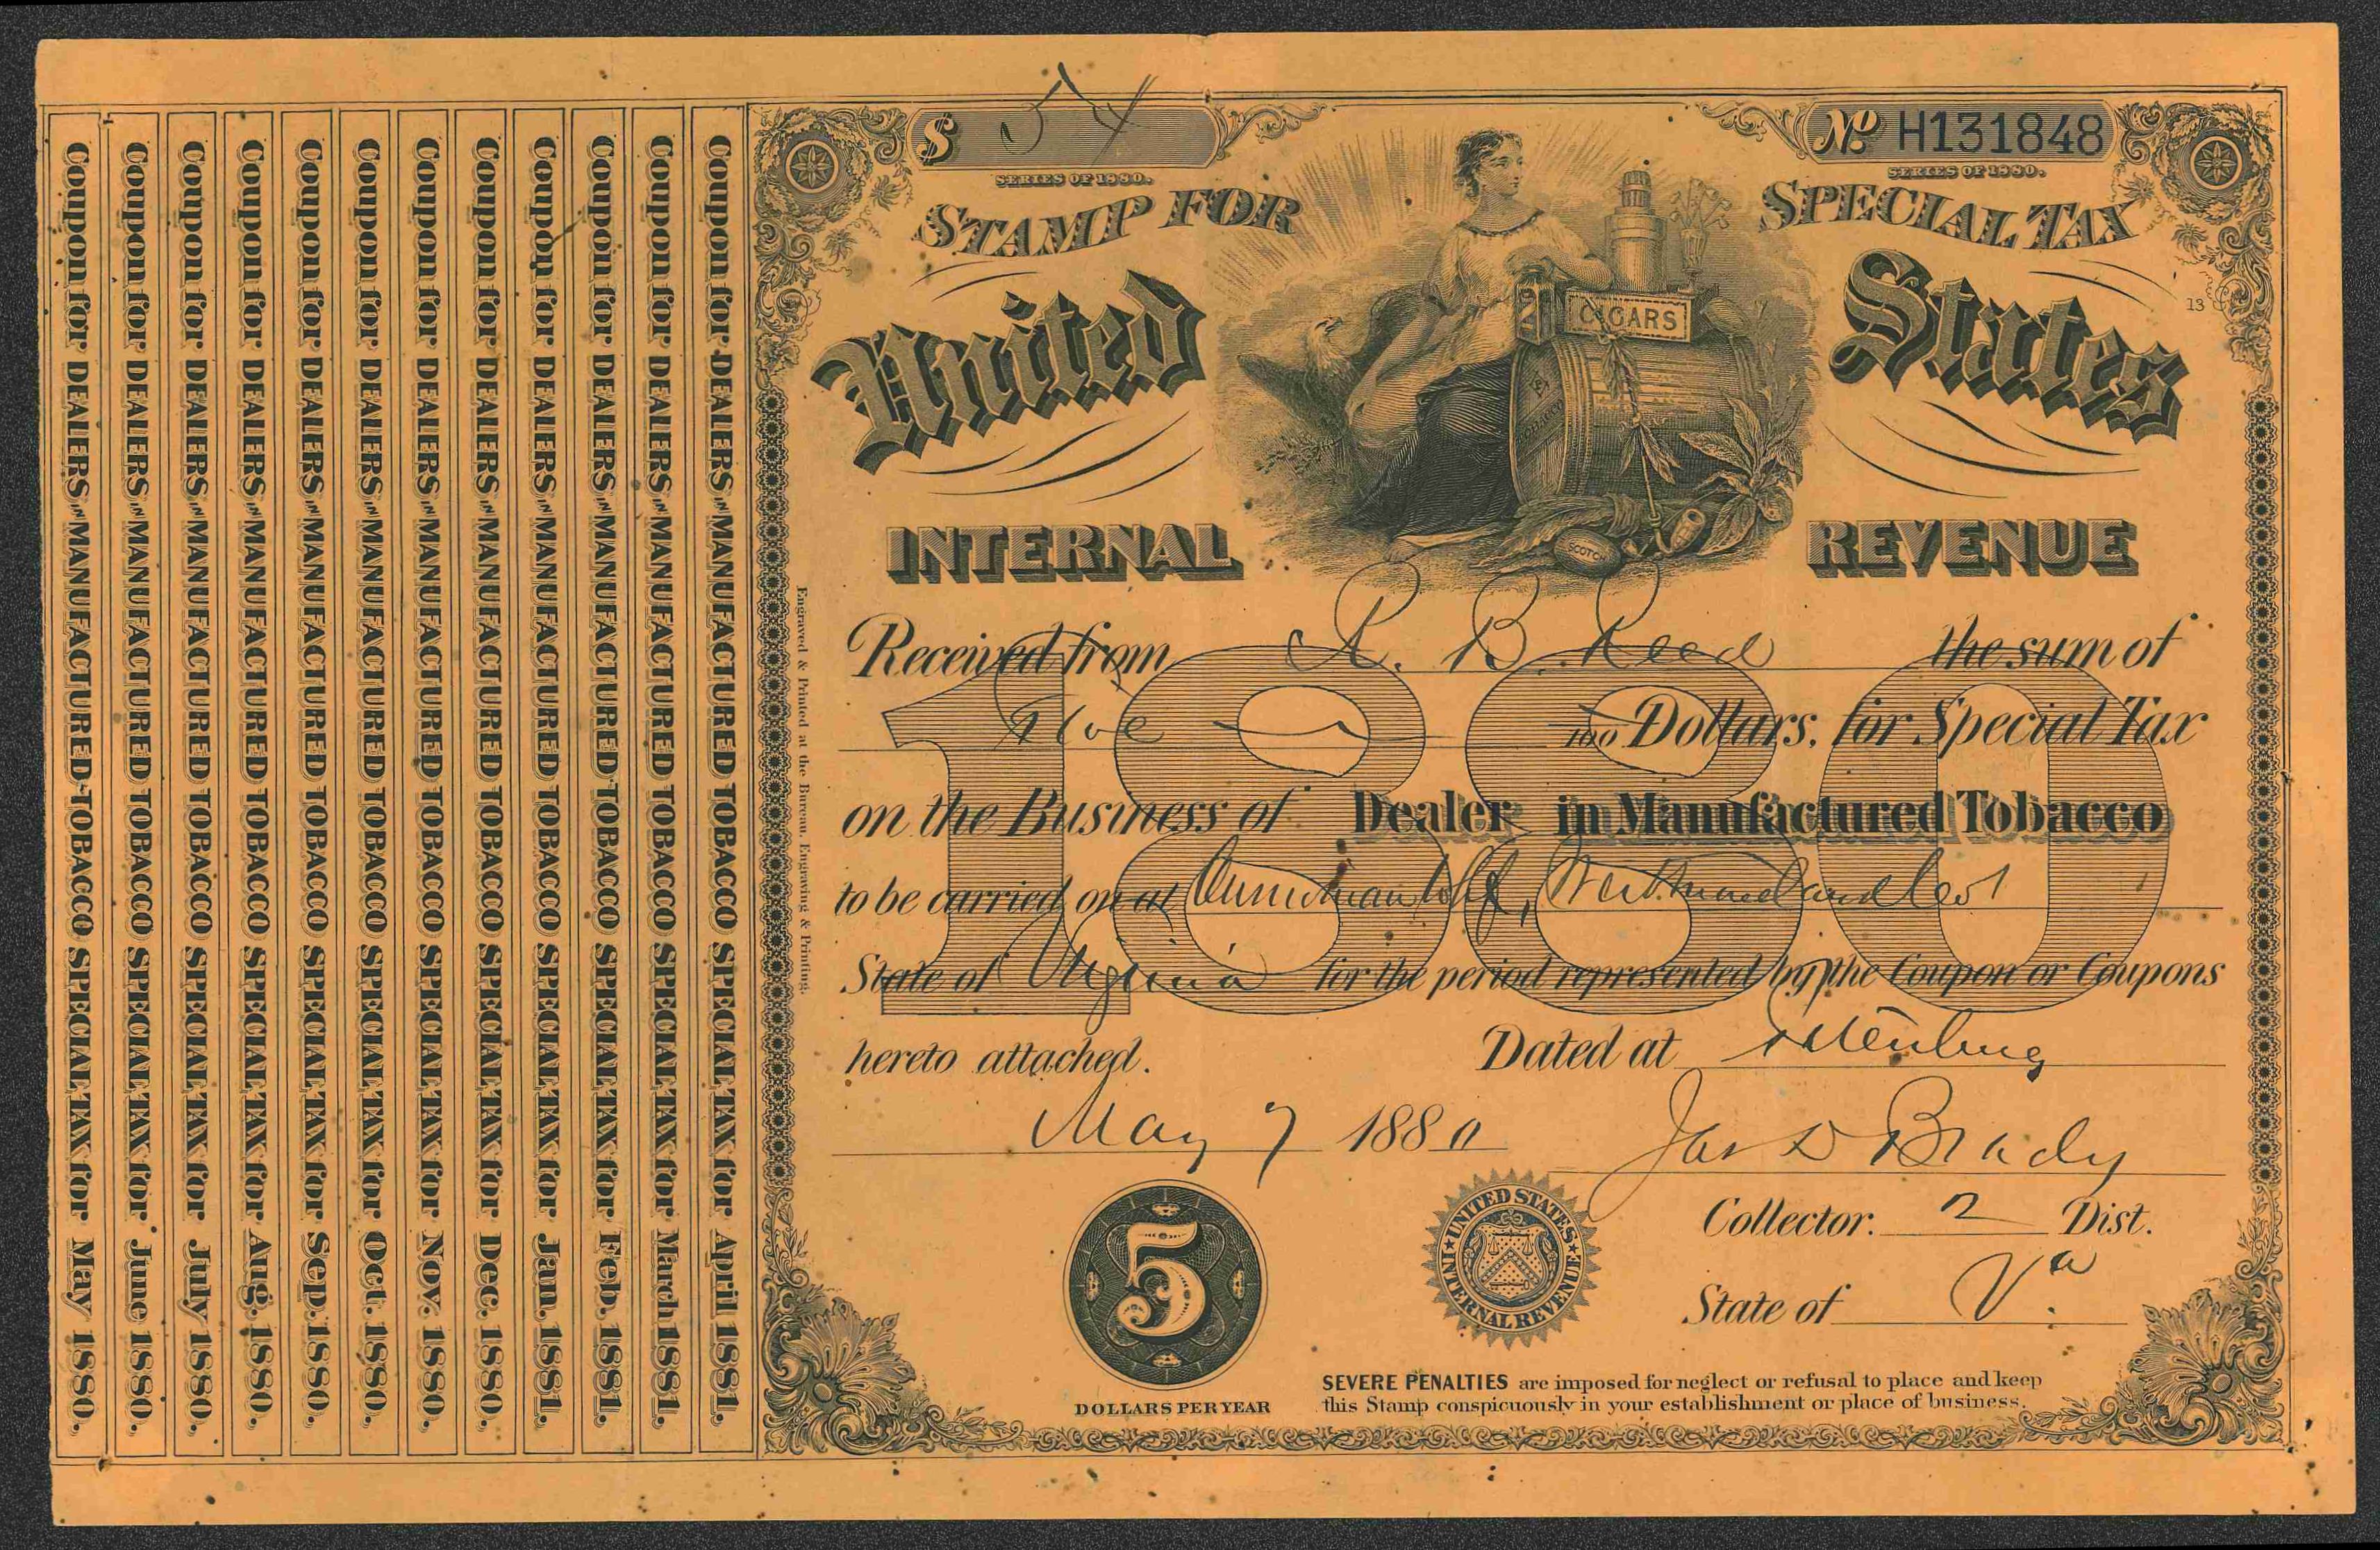 Coupon for DEALERS IN MANUFACTURED TOBACCO SPECIAL TAX for May 1880.
Coupon for DEALERS IN MANUFACTURED TOBACCO SPECIAL TAX for June 1880.
Coupon for DEALERS IN MANUFACTURED TOBACCO SPECIAL TAX for July 1880.
Coupon for DEALERS IN MANUFACTURED TOBACCO SPECIAL TAX for Aug. 1880.
Coupon for DEALERS IN MANUFACTURED TOBACCO SPECIAL TAX for Sep. 1880.
Coupon for DEALERS IN MANUFACTURED TOBACCO SPECIAL TAX for Oct. 1880.
Coupon for DEALERS IN MANUFACTURED TOBACCO SPECIAL TAX for Nov. 1880.
Coupon for DEALERS IN MANUFACTURED TOBACCO SPECIAL TAX for Dec. 1880.
Coupon for DEALERS IN MANUFACTURED TOBACCO SPECIAL TAX for Jan. 1881.
Coupon for DEALERS IN MANUFACTURED TOBACCO SPECIAL TAX for Feb. 1881.
Coupon for DEALERS IN MANUFACTURED TOBACCO SPECIAL TAX for March 1881.
Coupon for DEALERS IN MANUFACTURED TOBACCO SPECIAL TAX for April 1881.
Engraved & Printed at the Bureau, Engraving & Printing.
$ 5
No. H131848
SERIES OF 1880.
SERIES OF 1880.
STAMP FOR SPECIAL TAX
13
United States
CIGARS
TOBACCO
SCOTCH
INTERNAL REVENUE
Received from R. B. Reed the sum of
Five /100 Dollars, for Special Tax
1880
on the Business of Dealer in Manufactured Tobacco
to be carried on at
State of Virginia for the period represented by the Coupon or Coupons
hereto attached. Dated at
May 7 1880 Jas D Brady
Collector. 2 Dist.
State of Va.
5
DOLLARS PER YEAR
UNITED STATES INTERNAL REVENUE
SEVERE PENALTIES are imposed for neglect or refusal to place and keep
this Stamp conspicuously in your establishment or place of business.